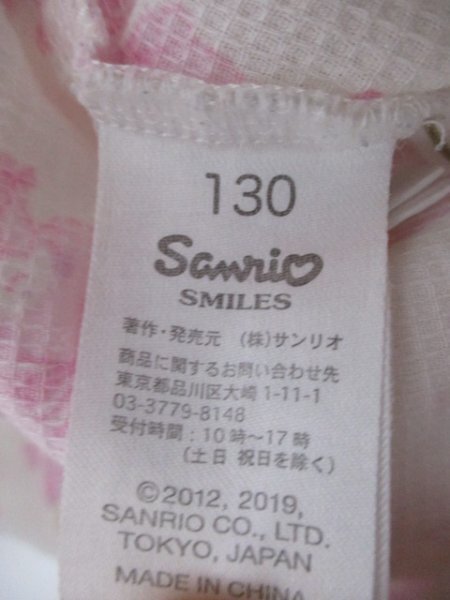 130
Sanrio
SMILES
著作・発売元 (株)サンリオ
商品に関するお問い合わせ先
東京都品川区大崎1-11-1
03-3779-8148
受付時間：10時〜17時
(土日 祝日を除く)
©2012, 2019,
SANRIO CO., LTD.
TOKYO, JAPAN
MADE IN CHINA